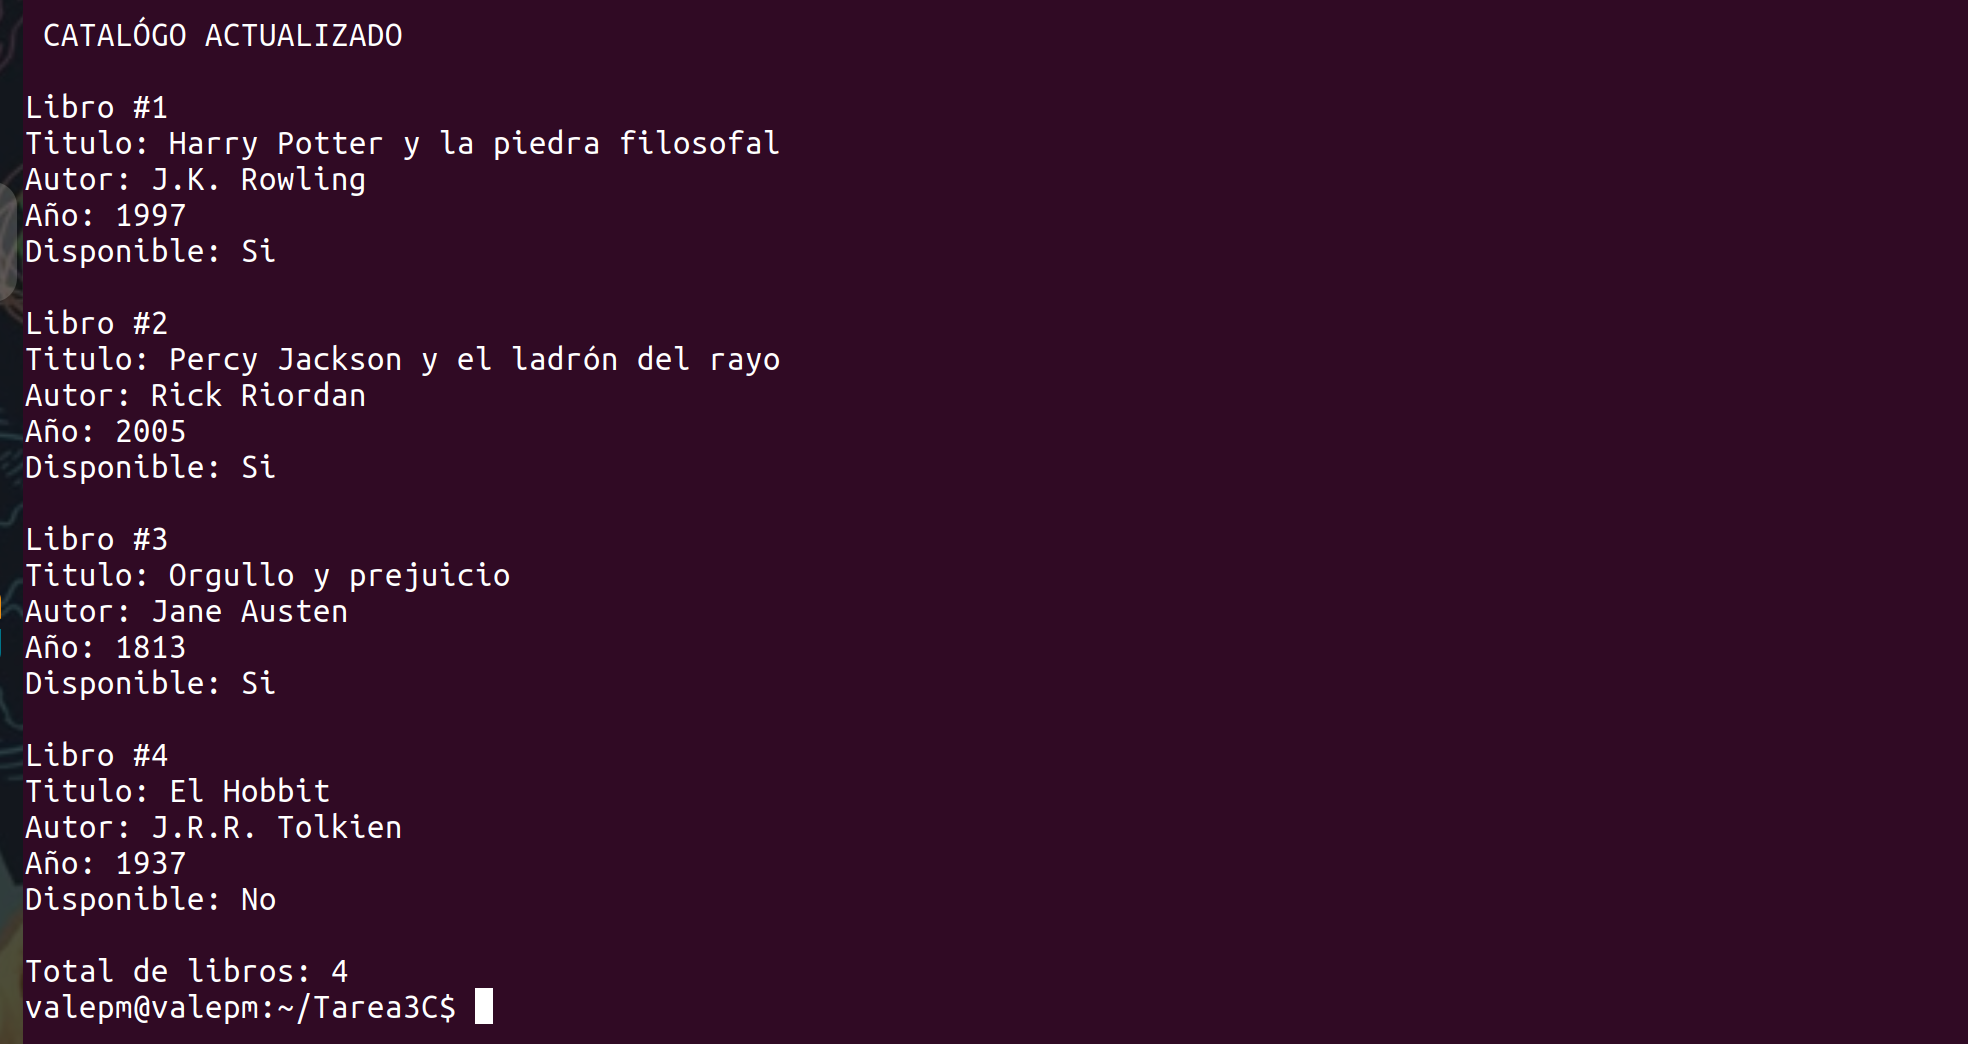 CATALÓGO ACTUALIZADO
Libro #1
Titulo: Harry Potter y la piedra filosofal
Autor: J.K. Rowling
Año: 1997
Disponible: Si
Libro #2
Titulo: Percy Jackson y el ladrón del rayo
Autor: Rick Riordan
Año: 2005
Disponible: Si
Libro #3
Titulo: Orgullo y prejuicio
Autor: Jane Austen
Año: 1813
Disponible: Si
Libro #4
Titulo: El Hobbit
Autor: J.R.R. Tolkien
Año: 1937
Disponible: No
Total de libros: 4
valepm@valepm:~/Tarea3C$